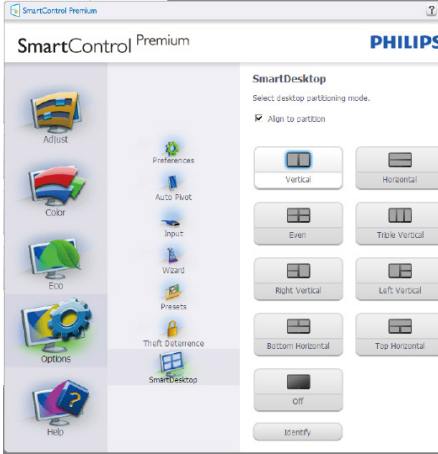 SmartControl Premium
?
SmartControl Premium
PHILIPS
Adjust
Color
Eco
Options
Help
Preferences
Auto Pivot
Input
Wizard
Presets
Theft Deterrence
SmartDesktop
SmartDesktop
Select desktop partitioning mode.
Align to partition
Vertical
Horizontal
Even
Triple Vertical
Right Vertical
Left Vertical
Bottom Horizontal
Top Horizontal
Off
Identify